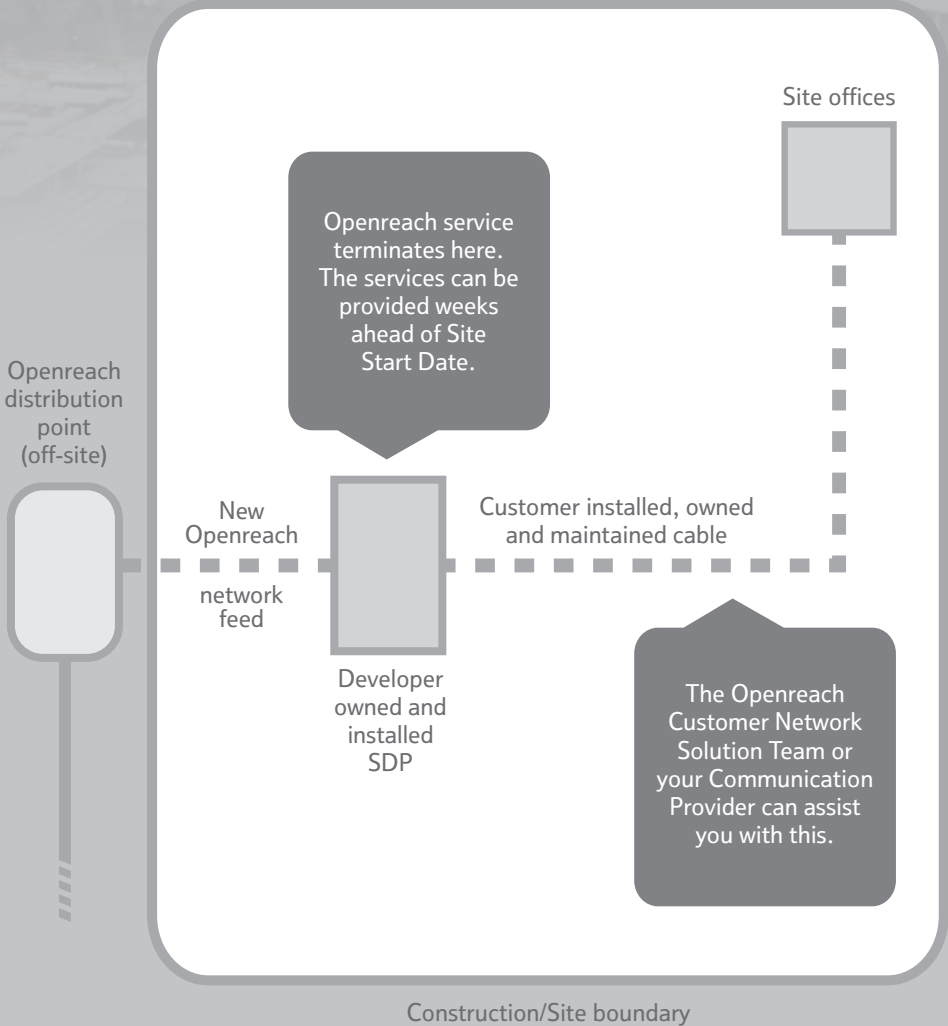 Site offices
Openreach service
terminates here.
The services can be
provided weeks
ahead of Site
Start Date.
Openreach
distribution
point
(off-site)
New
Openreach
network
feed
Customer installed, owned
and maintained cable
Developer
owned and
installed
SDP
The Openreach
Customer Network
Solution Team or
your Communication
Provider can assist
you with this.
Construction/Site boundary